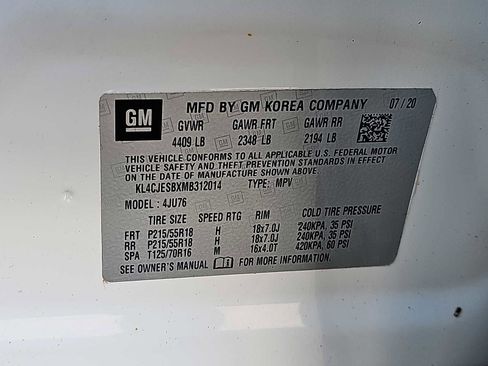 GM
MFD BY GM KOREA COMPANY 07/20
GVWR GAWR FRT GAWR RR
4409 LB 2348 LB 2194 LB
THIS VEHICLE CONFORMS TO ALL APPLICABLE U.S. FEDERAL MOTOR
VEHICLE SAFETY AND THEFT PREVENTION STANDARDS IN EFFECT
ON THE DATE OF MANUFACTURE SHOWN ABOVE.
KL4CJESBXMB312014 TYPE: MPV
MODEL: 4JU76
TIRE SIZE SPEED RTG RIM COLD TIRE PRESSURE
FRT P215/55R18 H 18x7.0J 240KPA, 35 PSI
RR P215/55R18 H 18x7.0J 240KPA, 35 PSI
SPA T125/70R16 M 16x4.0T 420KPA, 60 PSI
SEE OWNER'S MANUAL FOR MORE INFORMATION.